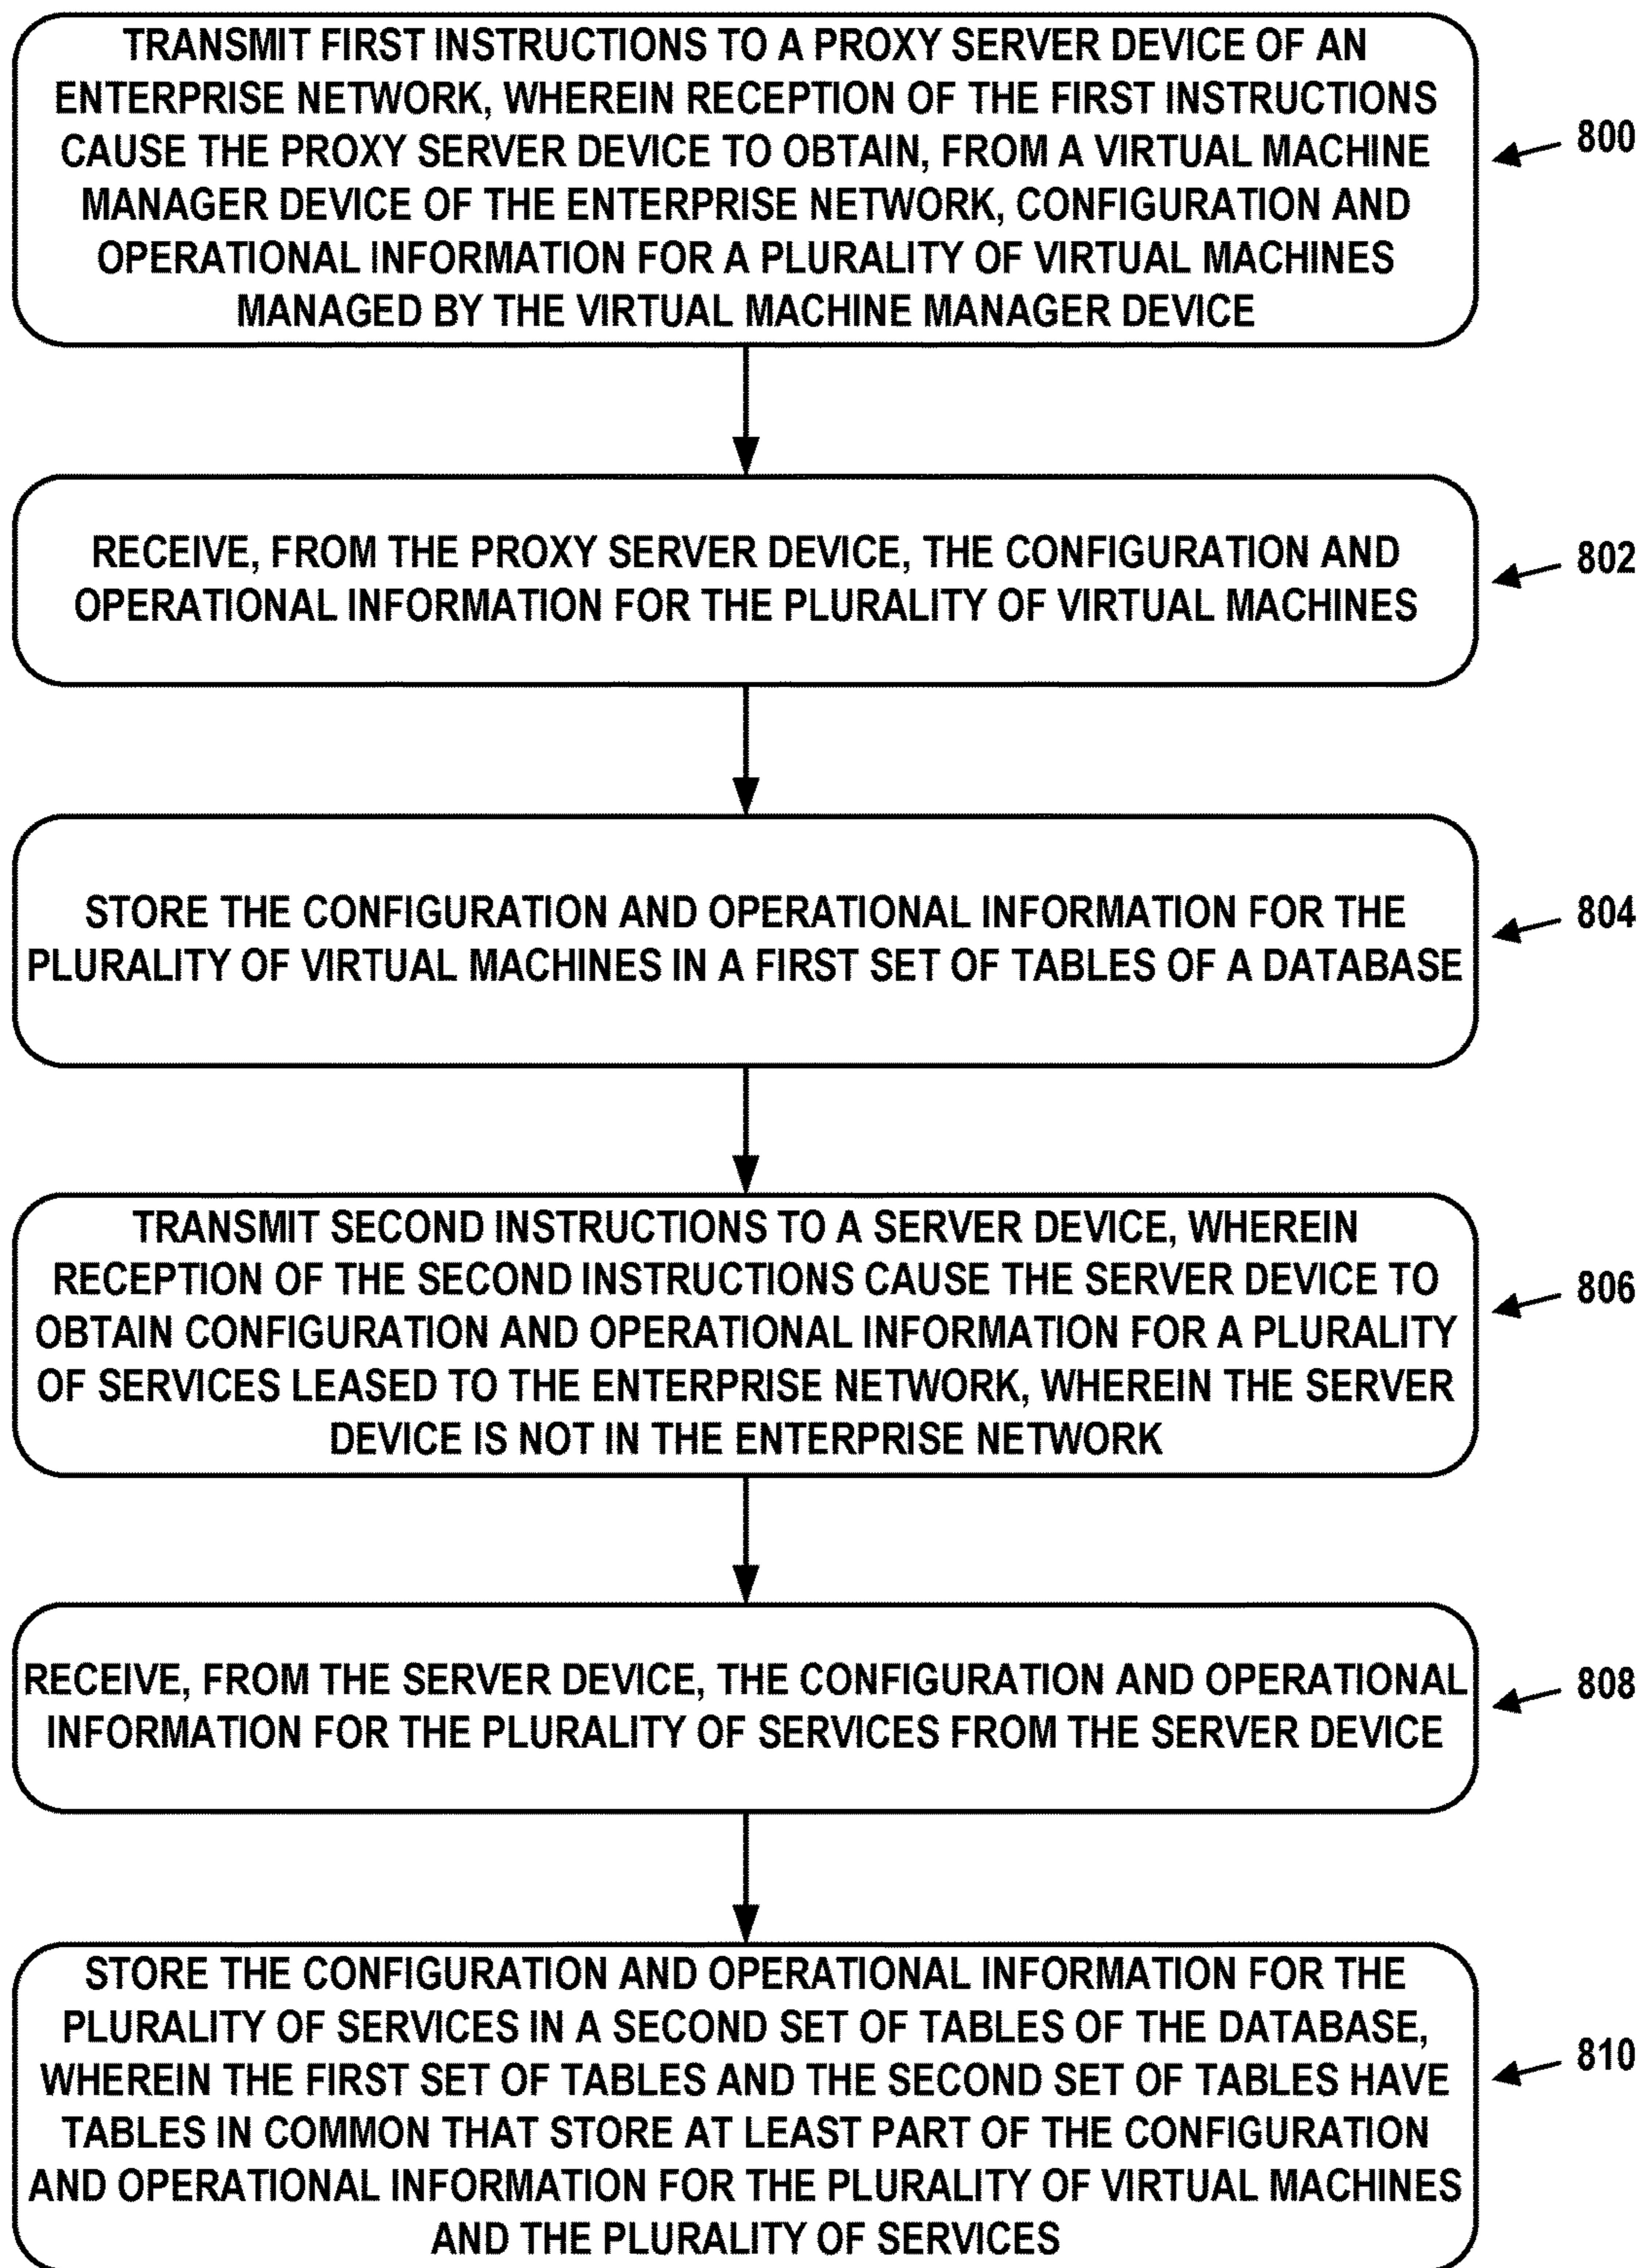 TRANSMIT FIRST INSTRUCTIONS TO A PROXY SERVER DEVICE OF AN
ENTERPRISE NETWORK, WHEREIN RECEPTION OF THE FIRST INSTRUCTIONS
CAUSE THE PROXY SERVER DEVICE TO OBTAIN, FROM A VIRTUAL MACHINE
MANAGER DEVICE OF THE ENTERPRISE NETWORK, CONFIGURATION AND
OPERATIONAL INFORMATION FOR A PLURALITY OF VIRTUAL MACHINES
MANAGED BY THE VIRTUAL MACHINE MANAGER DEVICE
800
RECEIVE, FROM THE PROXY SERVER DEVICE, THE CONFIGURATION AND
OPERATIONAL INFORMATION FOR THE PLURALITY OF VIRTUAL MACHINES
802
STORE THE CONFIGURATION AND OPERATIONAL INFORMATION FOR THE
PLURALITY OF VIRTUAL MACHINES IN A FIRST SET OF TABLES OF A DATABASE
804
TRANSMIT SECOND INSTRUCTIONS TO A SERVER DEVICE, WHEREIN
RECEPTION OF THE SECOND INSTRUCTIONS CAUSE THE SERVER DEVICE TO
OBTAIN CONFIGURATION AND OPERATIONAL INFORMATION FOR A PLURALITY
OF SERVICES LEASED TO THE ENTERPRISE NETWORK, WHEREIN THE SERVER
DEVICE IS NOT IN THE ENTERPRISE NETWORK
806
RECEIVE, FROM THE SERVER DEVICE, THE CONFIGURATION AND OPERATIONAL
INFORMATION FOR THE PLURALITY OF SERVICES FROM THE SERVER DEVICE
808
STORE THE CONFIGURATION AND OPERATIONAL INFORMATION FOR THE
PLURALITY OF SERVICES IN A SECOND SET OF TABLES OF THE DATABASE,
WHEREIN THE FIRST SET OF TABLES AND THE SECOND SET OF TABLES HAVE
TABLES IN COMMON THAT STORE AT LEAST PART OF THE CONFIGURATION
AND OPERATIONAL INFORMATION FOR THE PLURALITY OF VIRTUAL MACHINES
AND THE PLURALITY OF SERVICES
810